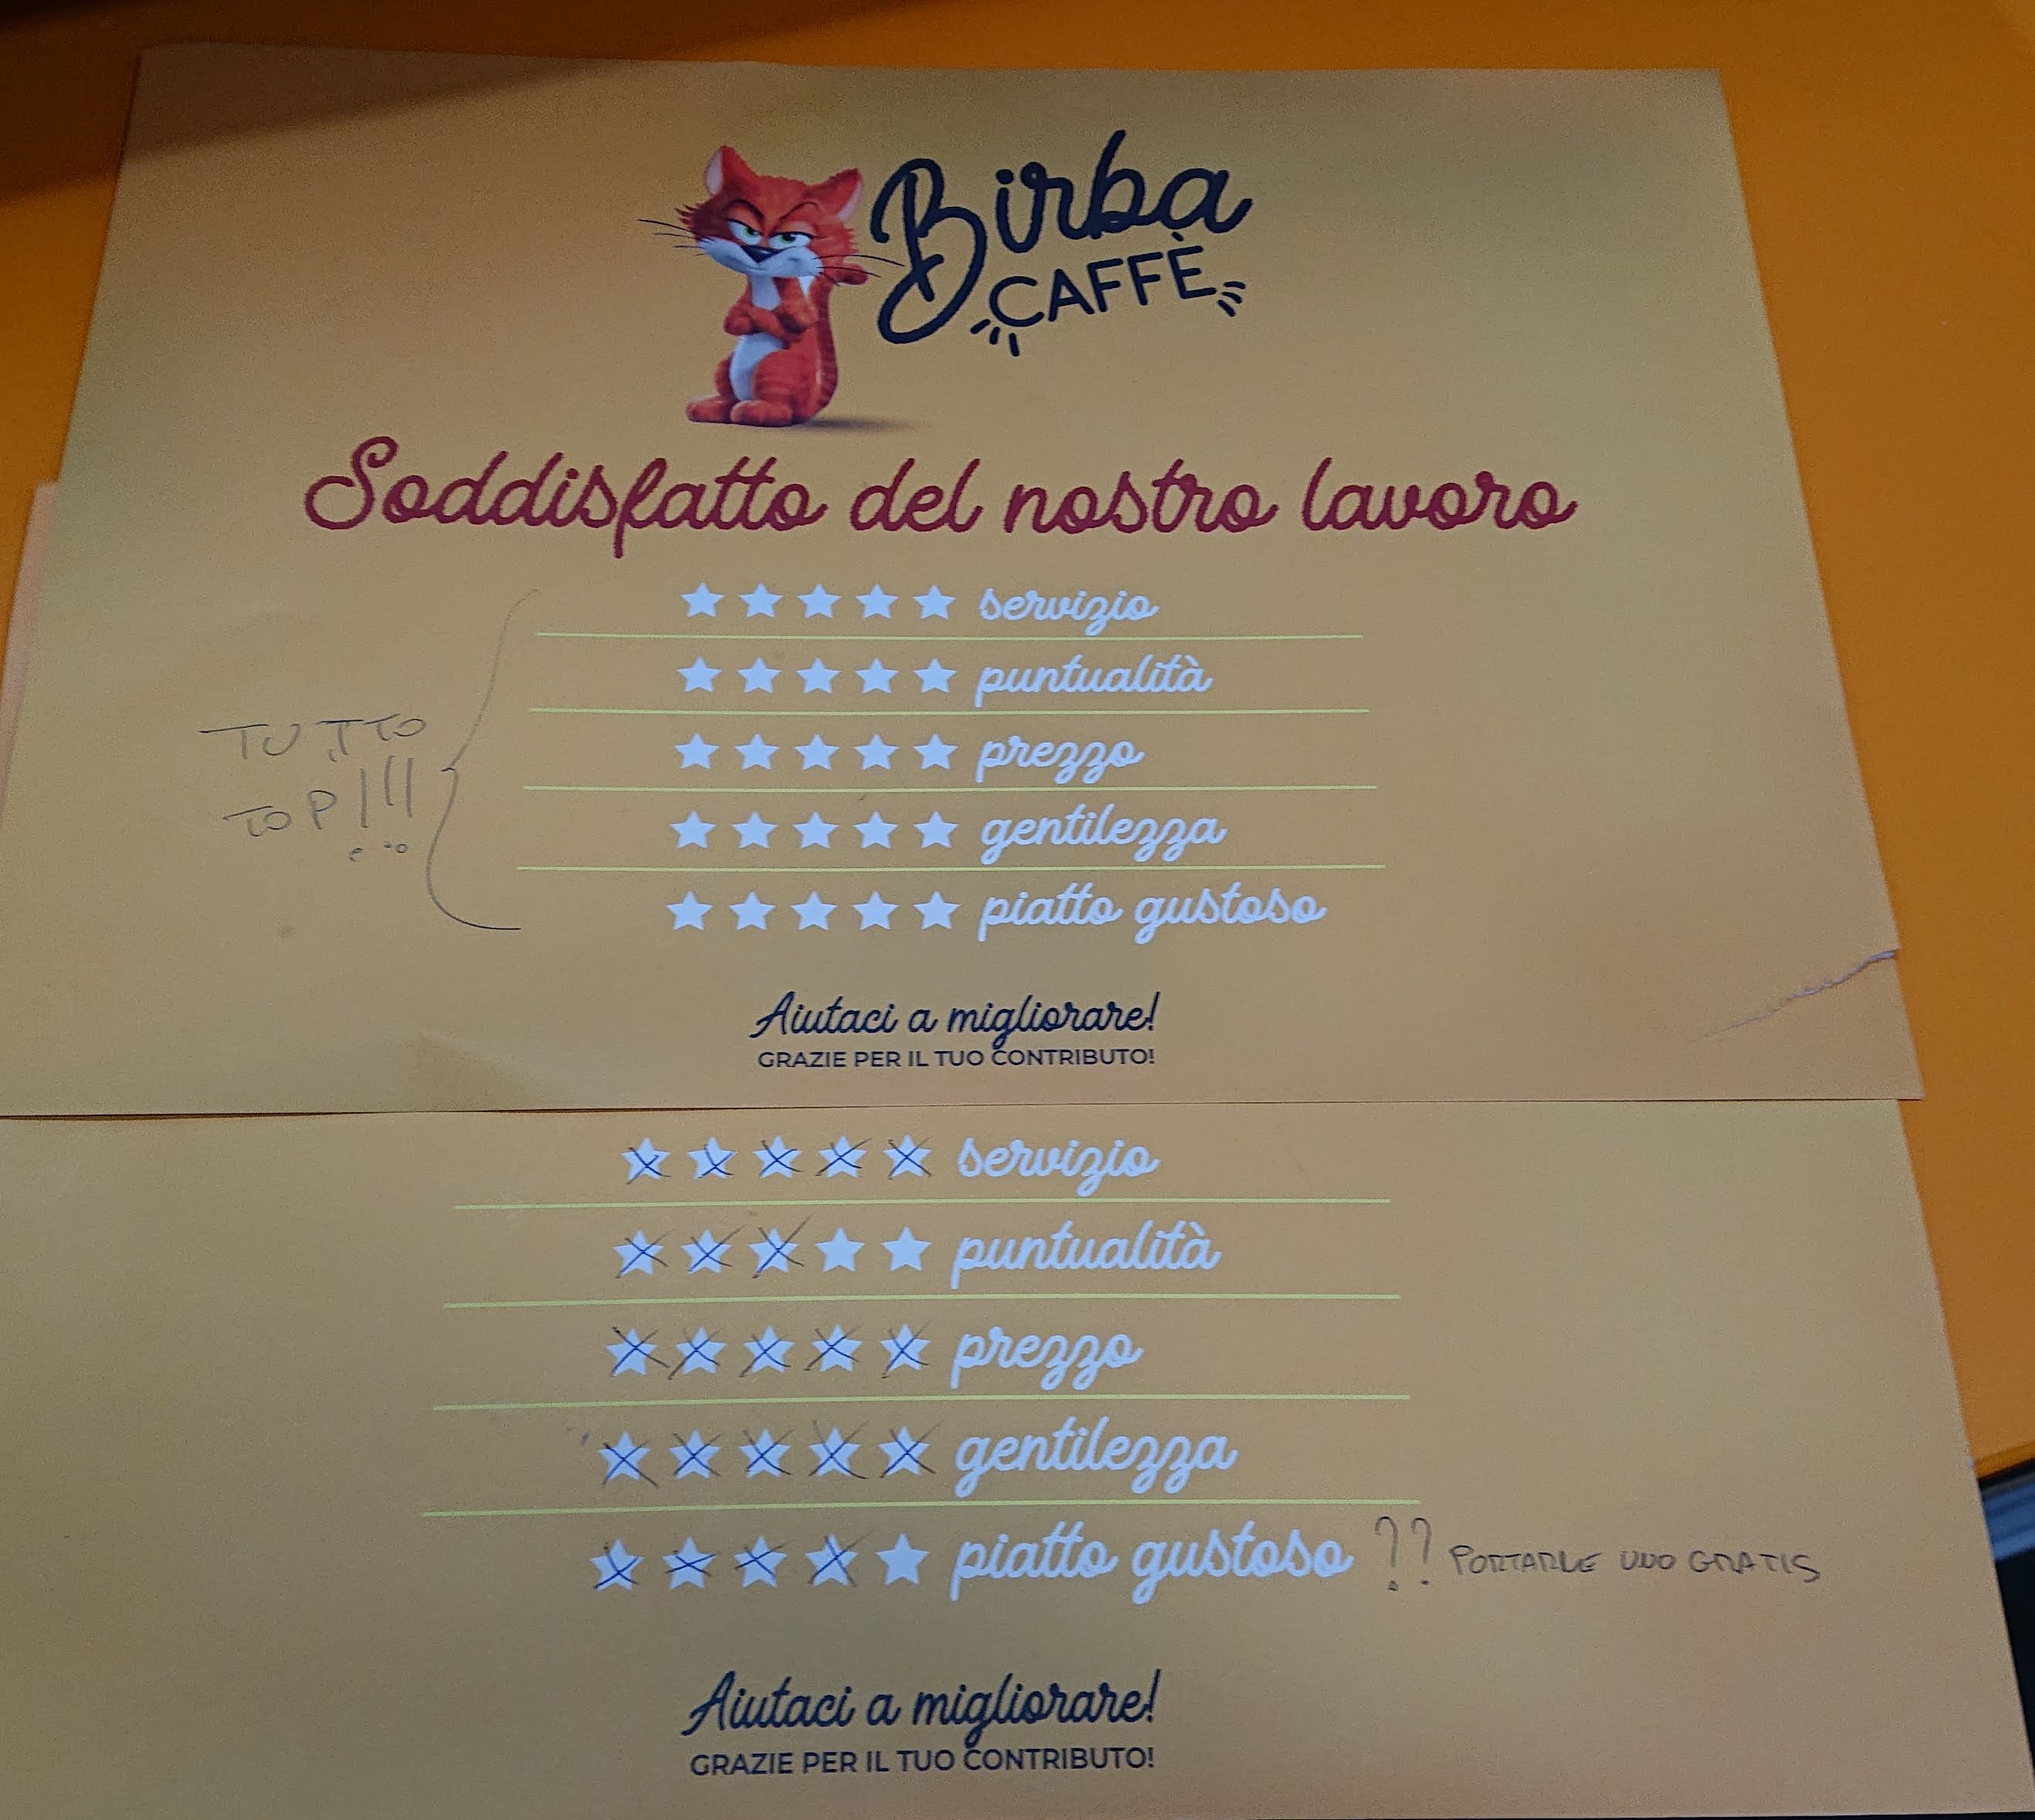 Birba
CAFFÈ
Soddisfatto del nostro lavoro
servizio
puntualità
prezzo
gentilezza
piatto gustoso
TUTTO
TOP!!!
Aiutaci a migliorare!
GRAZIE PER IL TUO CONTRIBUTO!
servizio
puntualità
prezzo
gentilezza
piatto gustoso ?? PORTARLE UNO GRATIS
Aiutaci a migliorare!
GRAZIE PER IL TUO CONTRIBUTO!